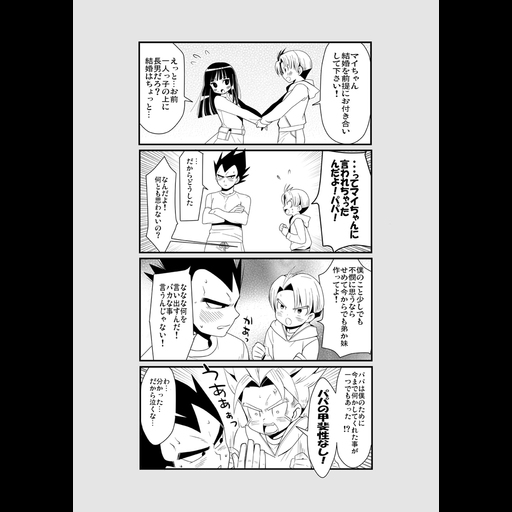 マイちゃん
結婚を前提にお付き合い
して下さい！
えっと…お前
一人っ子の上に
長男だろ？
結婚はちょっと…
…ってマイちゃんに
言われちゃった
んだよ！パパ！
…だからどうした
なんだよ！
何とも思わないの？
僕のこと少しでも
不憫に思うなら
せめて今からでも弟か妹
作ってよ！
かあっ
ななな何を
言い出すんだ！
バカな事
言うんじゃない！
パパは僕のために
今まで何かしてくれた事が
一つでもあった！？
パパの甲斐性なし！
うああぁっ
わ…
分かった…
だから泣くな…